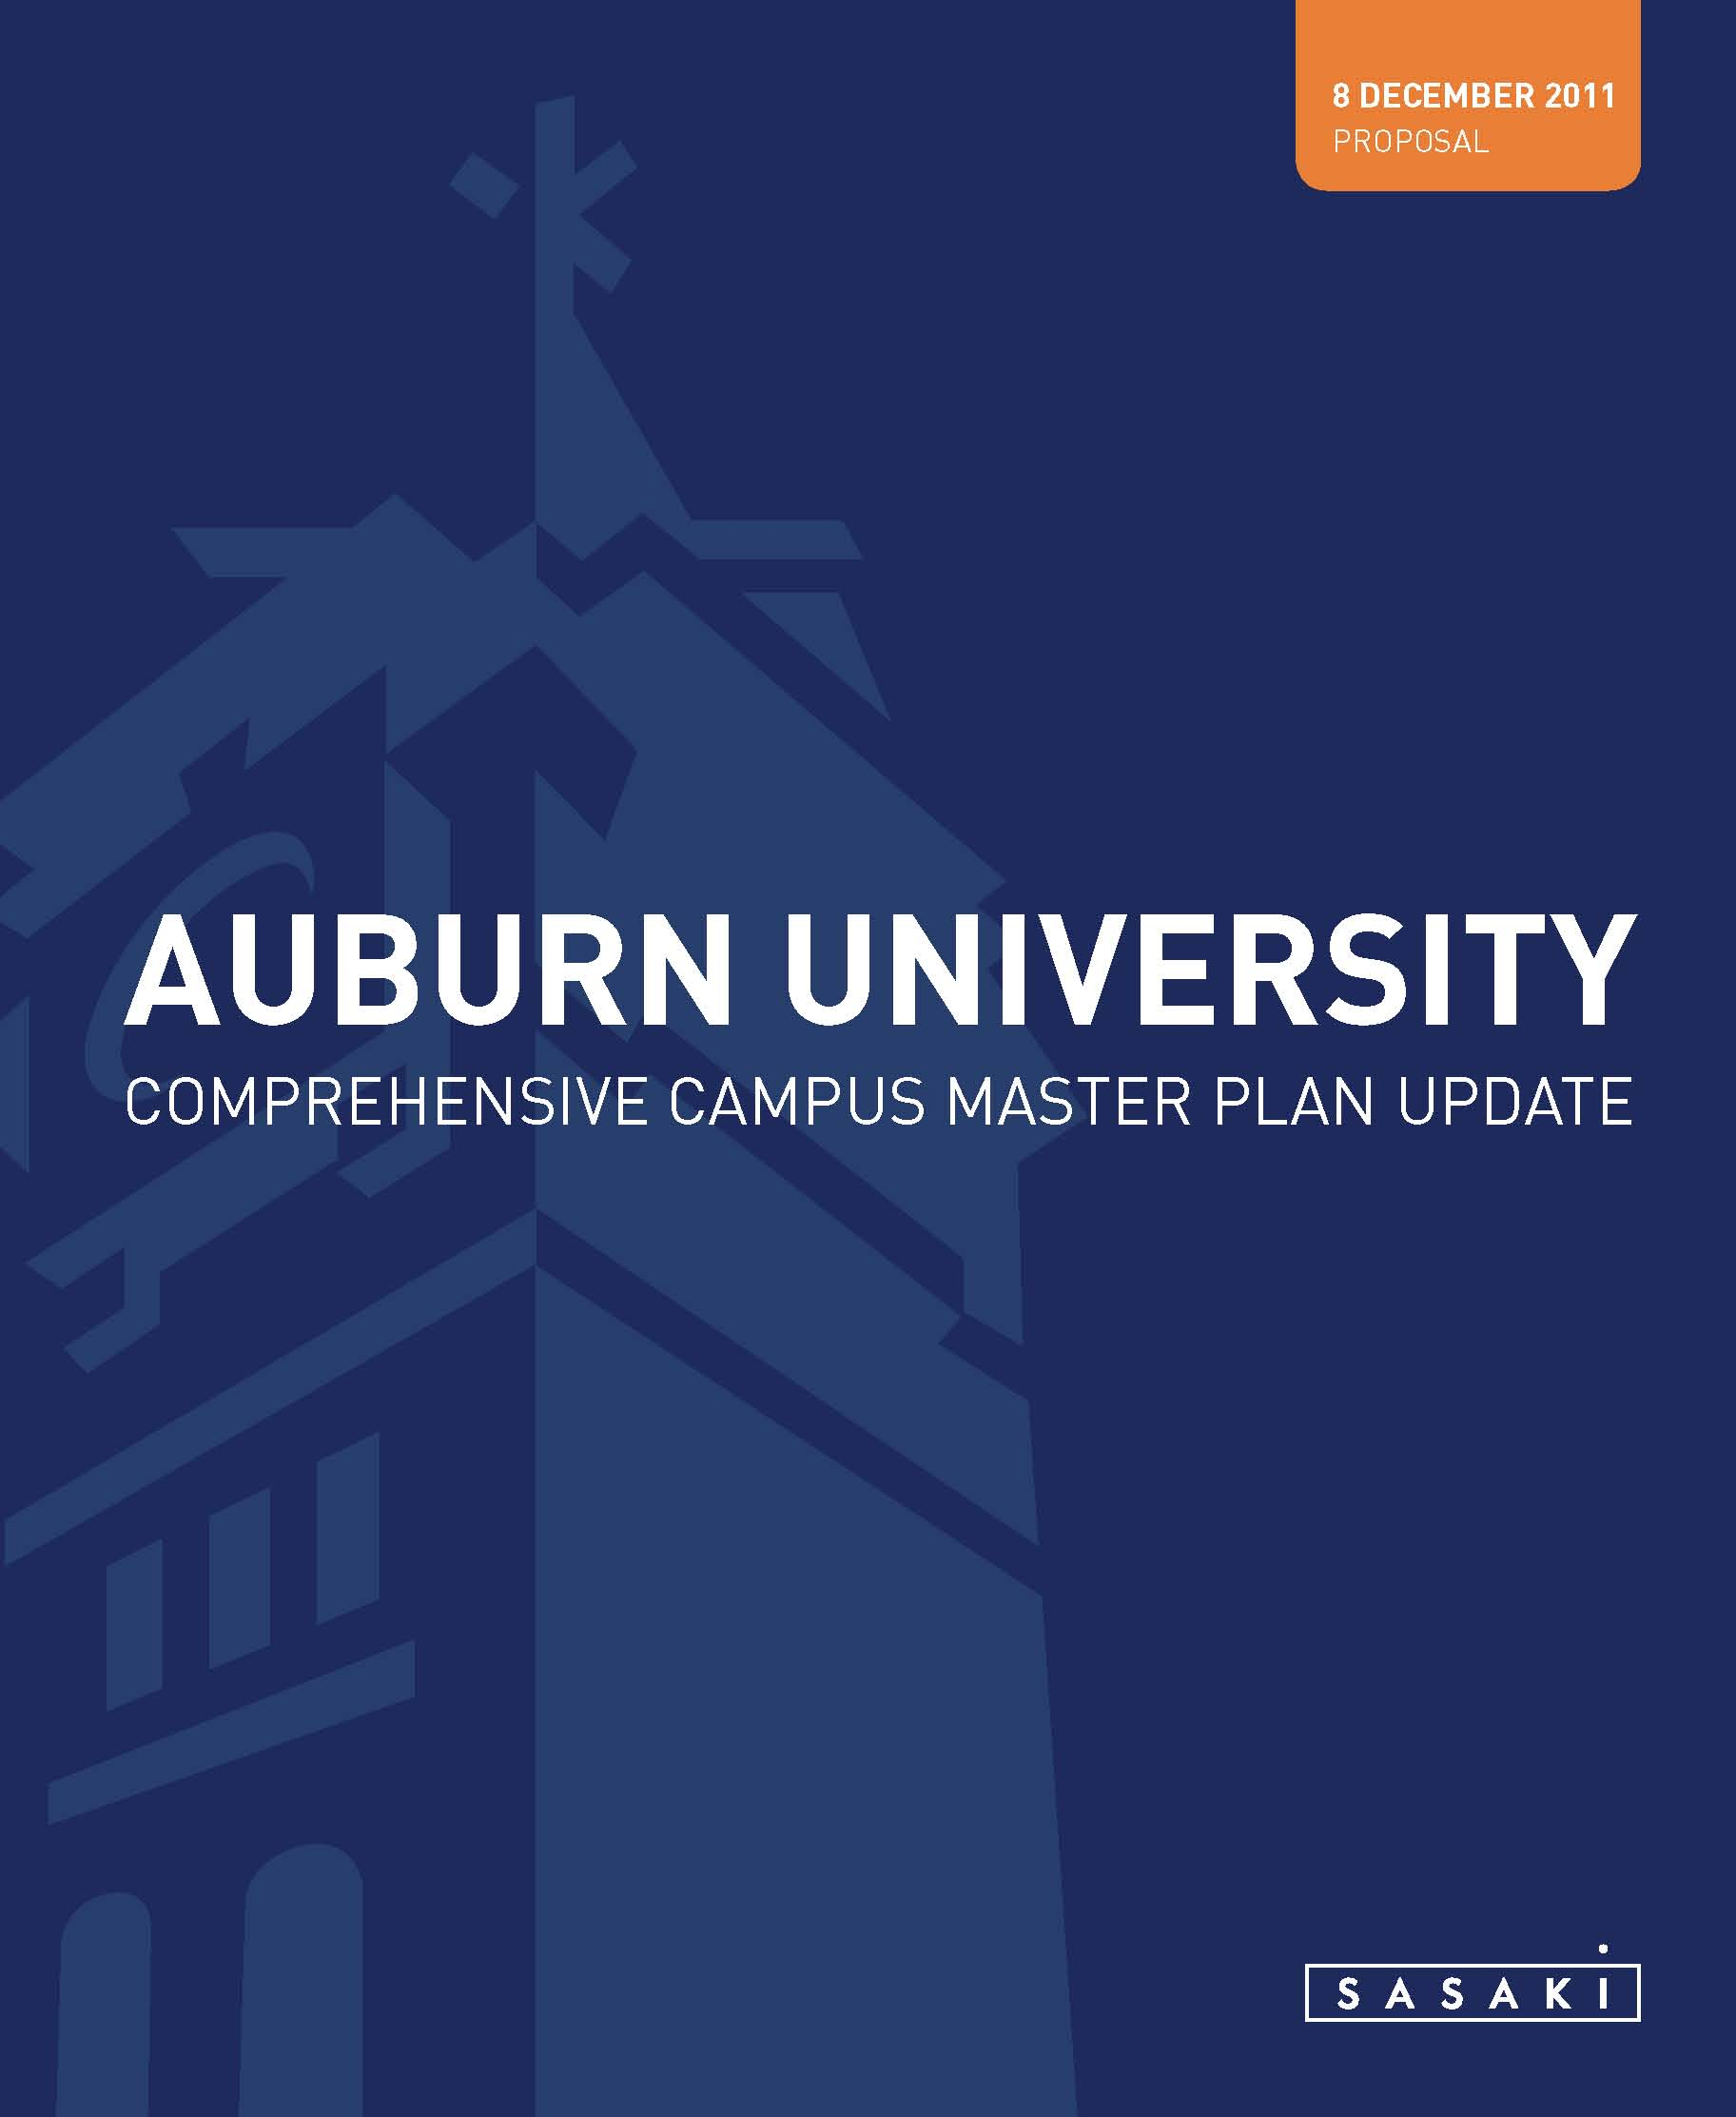 8 DECEMBER 2011
PROPOSAL
AUBURN UNIVERSITY
COMPREHENSIVE CAMPUS MASTER PLAN UPDATE
SASAKI